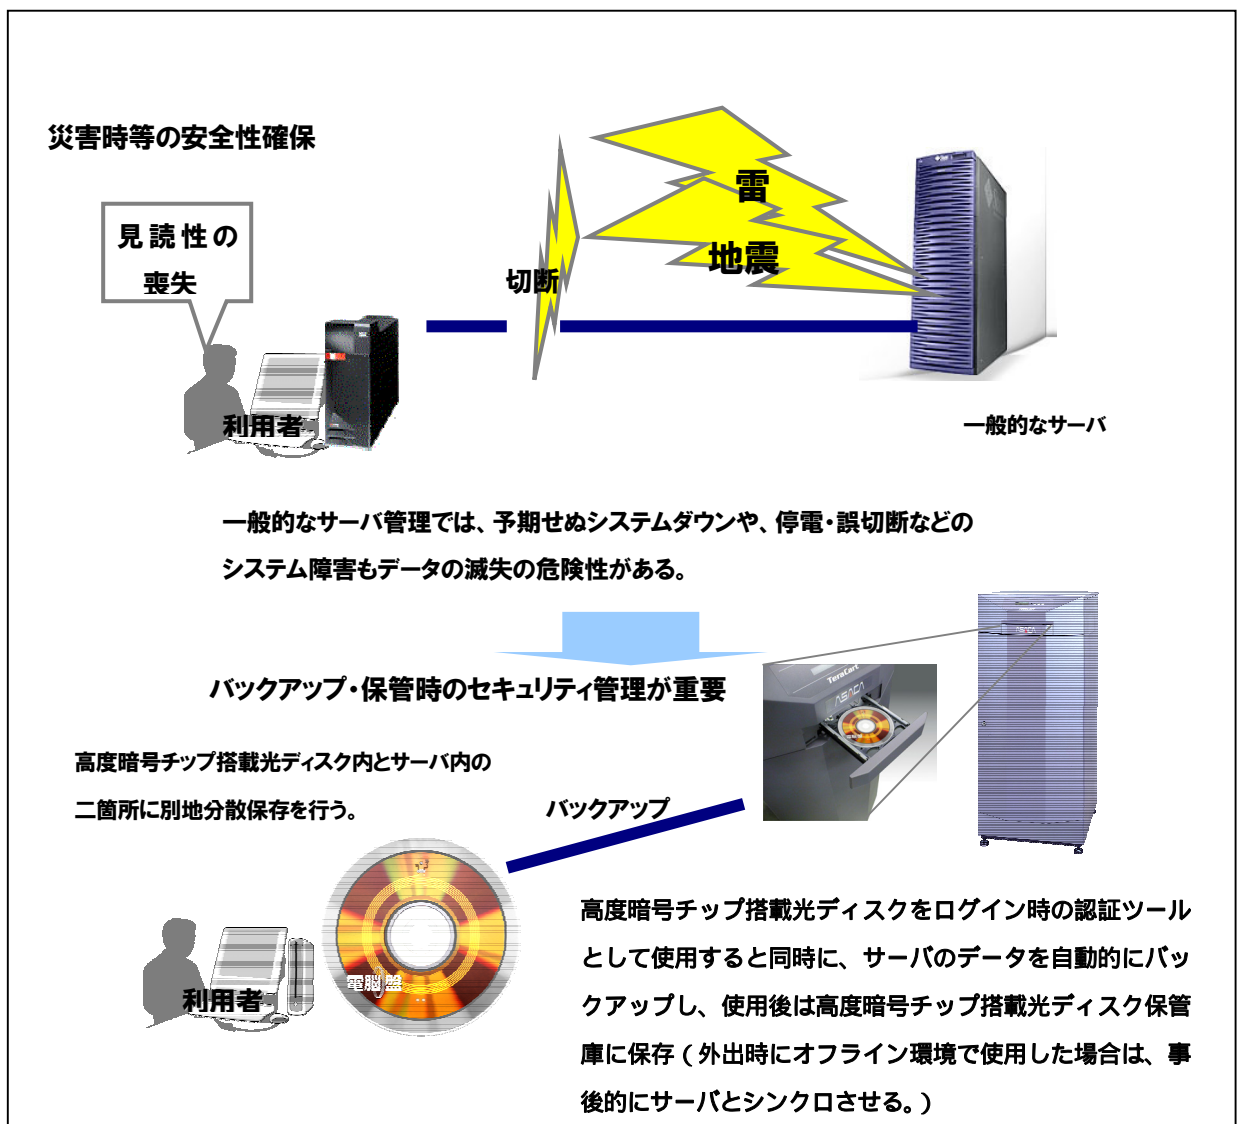 災害時等の安全性確保
見読性の
喪失
雷
地震
切断
利用者
一般的なサーバ
一般的なサーバ管理では、予期せぬシステムダウンや、停電・誤切断などの
システム障害もデータの滅失の危険性がある。
バックアップ・保管時のセキュリティ管理が重要
TeraCart
ASACA
ASACA
高度暗号チップ搭載光ディスク内とサーバ内の
二箇所に別地分散保存を行う。
バックアップ
電脳盤
利用者
高度暗号チップ搭載光ディスクをログイン時の認証ツール
として使用すると同時に、サーバのデータを自動的にバッ
クアップし、使用後は高度暗号チップ搭載光ディスク保管
庫に保存（外出時にオフライン環境で使用した場合は、事
後的にサーバとシンクロさせる。）